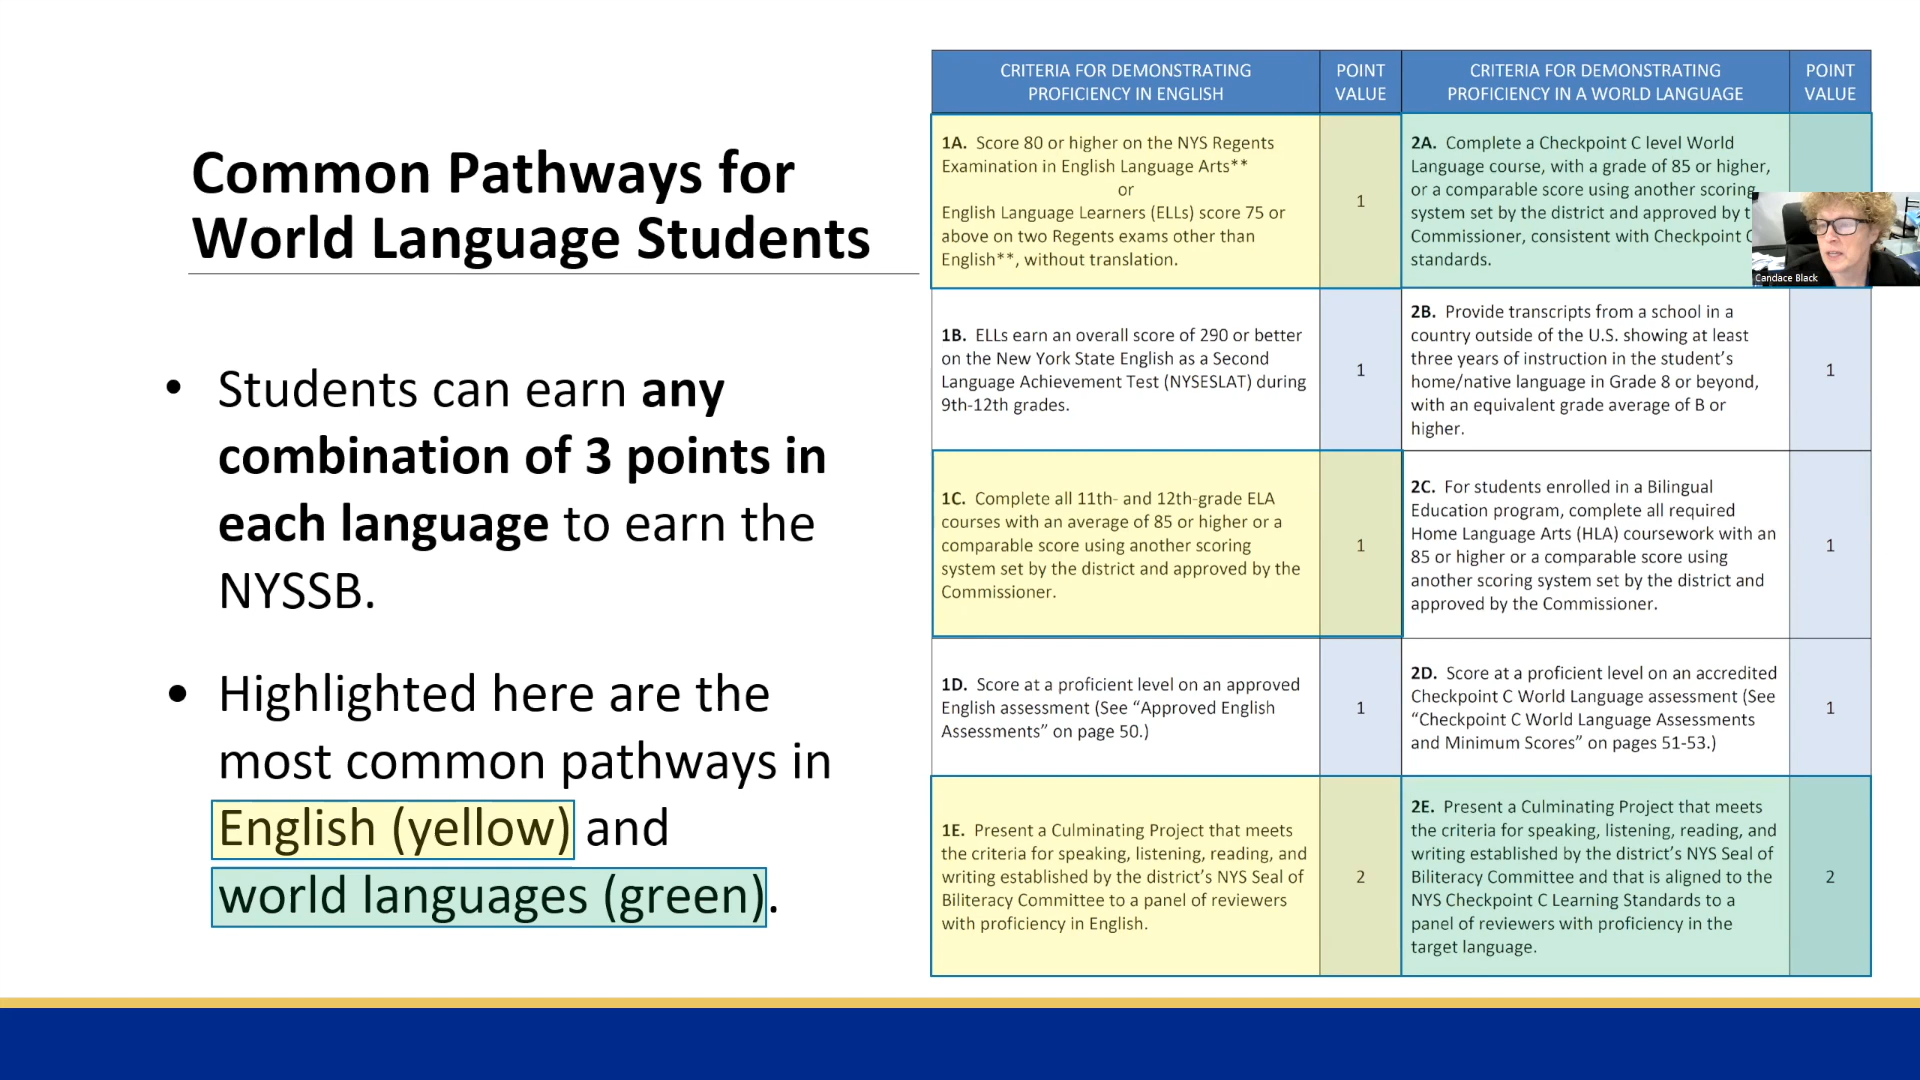 Common Pathways for
World Language Students
• Students can earn any
combination of 3 points in
each language to earn the
NYSSB.
• Highlighted here are the
most common pathways in
English (yellow) and
world languages (green).
CRITERIA FOR DEMONSTRATING
PROFICIENCY IN ENGLISH
POINT
VALUE
CRITERIA FOR DEMONSTRATING
PROFICIENCY IN A WORLD LANGUAGE
POINT
VALUE
1A. Score 80 or higher on the NYS Regents
Examination in English Language Arts**
or
English Language Learners (ELLs) score 75 or
above on two Regents exams other than
English**, without translation.
1
2A. Complete a Checkpoint C level World
Language course, with a grade of 85 or higher,
or a comparable score using another scoring
system set by the district and approved by
Commissioner, consistent with Checkpoint
standards.
Candace Black
1B. ELLs earn an overall score of 290 or better
on the New York State English as a Second
Language Achievement Test (NYSESLAT) during
9th-12th grades.
1
2B. Provide transcripts from a school in a
country outside of the U.S. showing at least
three years of instruction in the student's
home/native language in Grade 8 or beyond,
with an equivalent grade average of B or
higher.
1
1C. Complete all 11th- and 12th-grade ELA
courses with an average of 85 or higher or a
comparable score using another scoring
system set by the district and approved by the
Commissioner.
1
2C. For students enrolled in a Bilingual
Education program, complete all required
Home Language Arts (HLA) coursework with an
85 or higher or a comparable score using
another scoring system set by the district and
approved by the Commissioner.
1
1D. Score at a proficient level on an approved
English assessment (See “Approved English
Assessments” on page 50.)
1
2D. Score at a proficient level on an accredited
Checkpoint C World Language assessment (See
“Checkpoint C World Language Assessments
and Minimum Scores” on pages 51-53.)
1
1E. Present a Culminating Project that meets
the criteria for speaking, listening, reading, and
writing established by the district's NYS Seal of
Biliteracy Committee to a panel of reviewers
with proficiency in English.
2
2E. Present a Culminating Project that meets
the criteria for speaking, listening, reading, and
writing established by the district's NYS Seal of
Biliteracy Committee and that is aligned to the
NYS Checkpoint C Learning Standards to a
panel of reviewers with proficiency in the
target language.
2